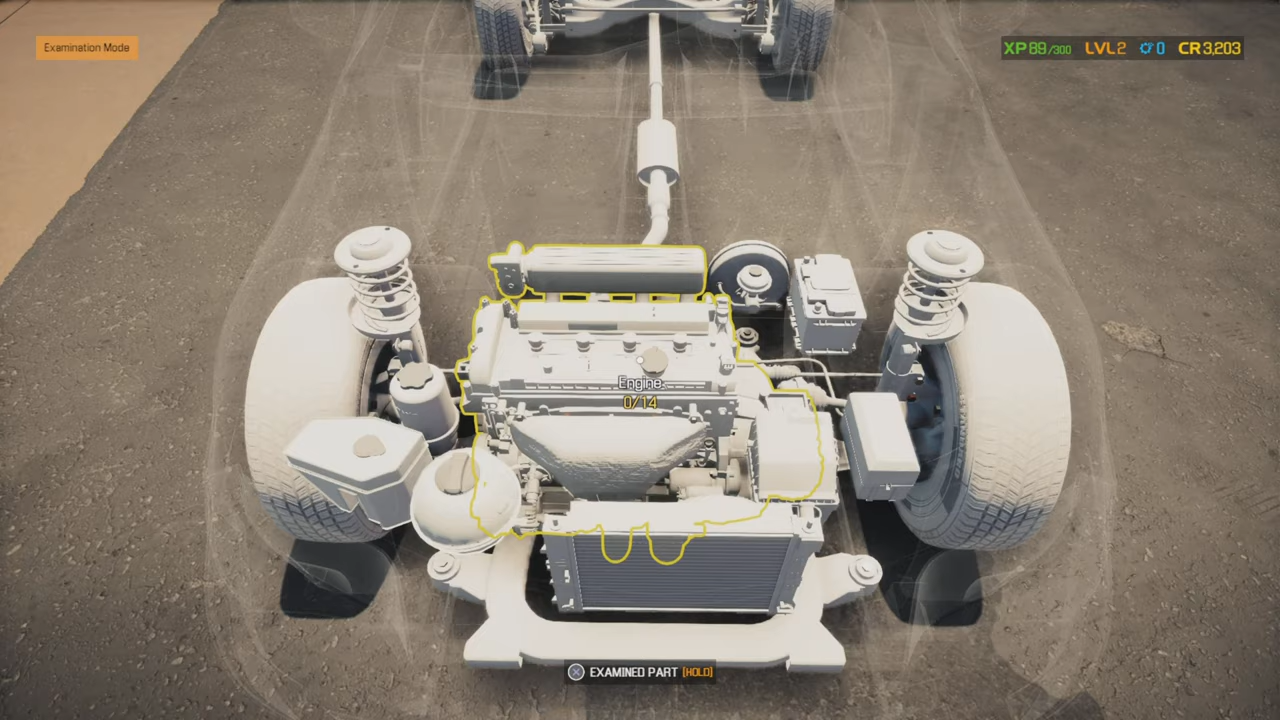 Examination Mode
XP 89/300 LVL 2 0 CR 3,203
Engine
0/14
EXAMINED PART [HOLD]